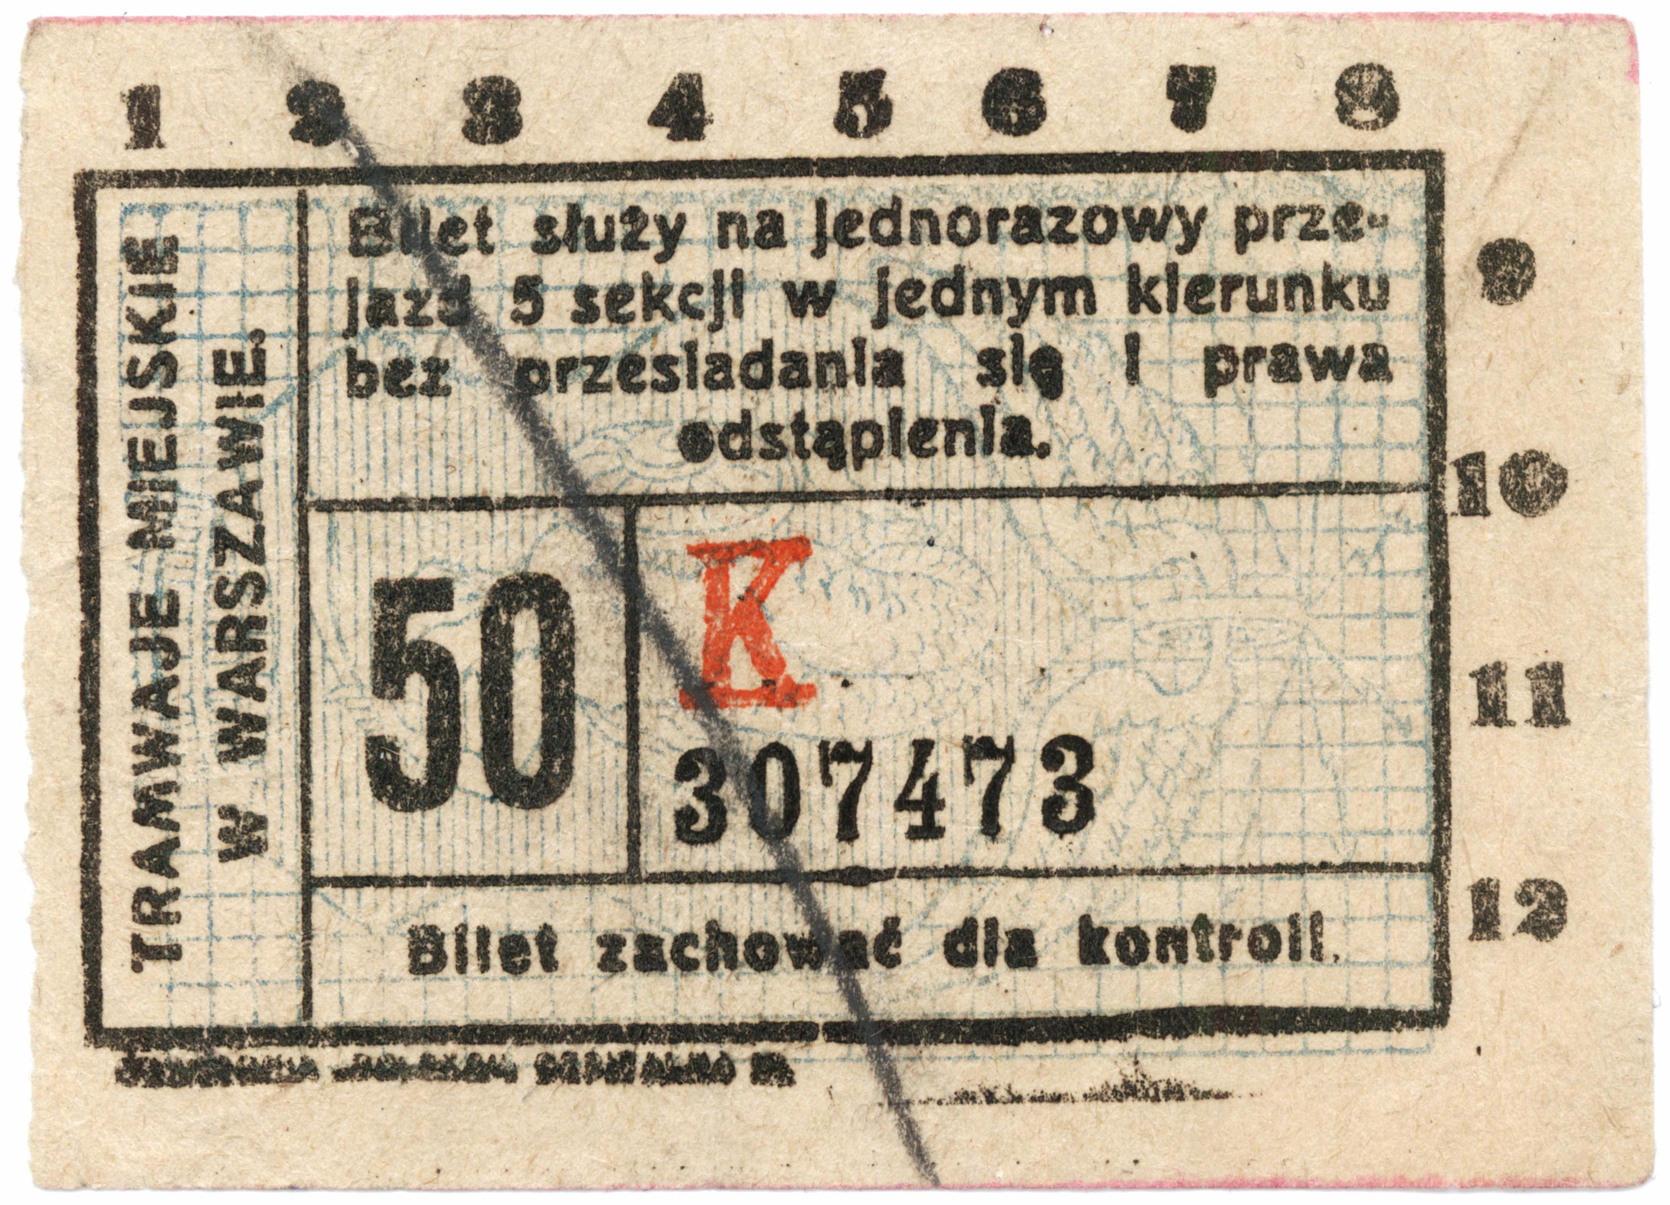 1 2 3 4 5 6 7 8
TRAMWAJE MIEJSKIE
W WARSZAWIE.
Bilet służy na jednorazowy prze-
jazd 5 sekcji w jednym kierunku
bez przesiadania się i prawa
odstąpienia.
50
K
307473
Bilet zachować dla kontroli.
9
10
11
12